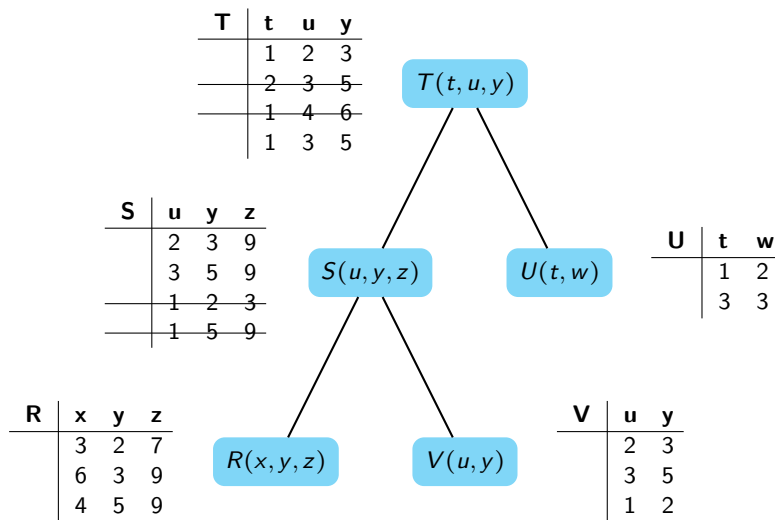 T t u y
1 2 3
2 3 5
1 4 6
1 3 5
T(t, u, y)
S u y z
2 3 9
3 5 9
1 2 3
1 5 9
S(u, y, z)
U(t, w)
U t w
1 2
3 3
R x y z
3 2 7
6 3 9
4 5 9
R(x, y, z)
V(u, y)
V u y
2 3
3 5
1 2